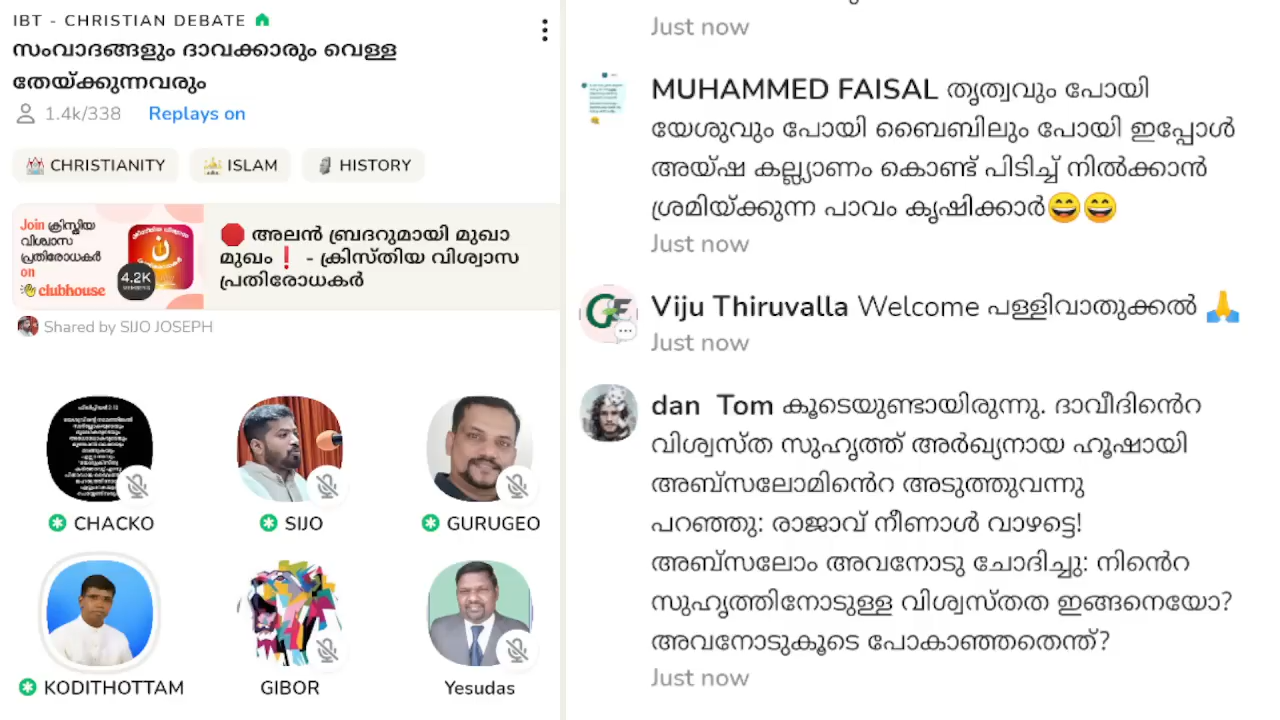 IBT - CHRISTIAN DEBATE
സംവാദങ്ങളും ദാവക്കാരും വെള്ള
തേയ്ക്കുന്നവരും
1.4k/338 Replays on
CHRISTIANITY ISLAM HISTORY
Join ക്രിസ്തീയ
വിശ്വാസ
പ്രതിരോധകർ
on
clubhouse
4.2K
MEMBERS
🛑 അലൻ ബ്രദറുമായി മുഖാ
മുഖം❗ - ക്രിസ്തിയ വിശ്വാസ
പ്രതിരോധകർ
Shared by SIJO JOSEPH
CHACKO SIJO GURUGEO
KODITHOTTAM GIBOR Yesudas
Just now
MUHAMMED FAISAL തൃത്വവും പോയി
യേശുവും പോയി ബൈബിലും പോയി ഇപ്പോൾ
അയ്ഷ കല്ല്യാണം കൊണ്ട് പിടിച്ച് നിൽക്കാൻ
ശ്രമിയ്ക്കുന്ന പാവം കൃഷിക്കാർ😄😄
Just now
Viju Thiruvalla Welcome പള്ളിവാതുക്കൽ 🙏
Just now
dan Tom കൂടെയുണ്ടായിരുന്നു. ദാവീദിൻെറ
വിശ്വസ്ത സുഹൃത്ത് അർഖ്യനായ ഹൂഷായി
അബ്സലോമിൻെറ അടുത്തുവന്നു
പറഞ്ഞു: രാജാവ് നീണാൾ വാഴട്ടെ!
അബ്സലോം അവനോടു ചോദിച്ചു: നിൻെറ
സുഹൃത്തിനോടുള്ള വിശ്വസ്തത ഇങ്ങനെയോ?
അവനോടുകൂടെ പോകാഞ്ഞതെന്ത്?
Just now